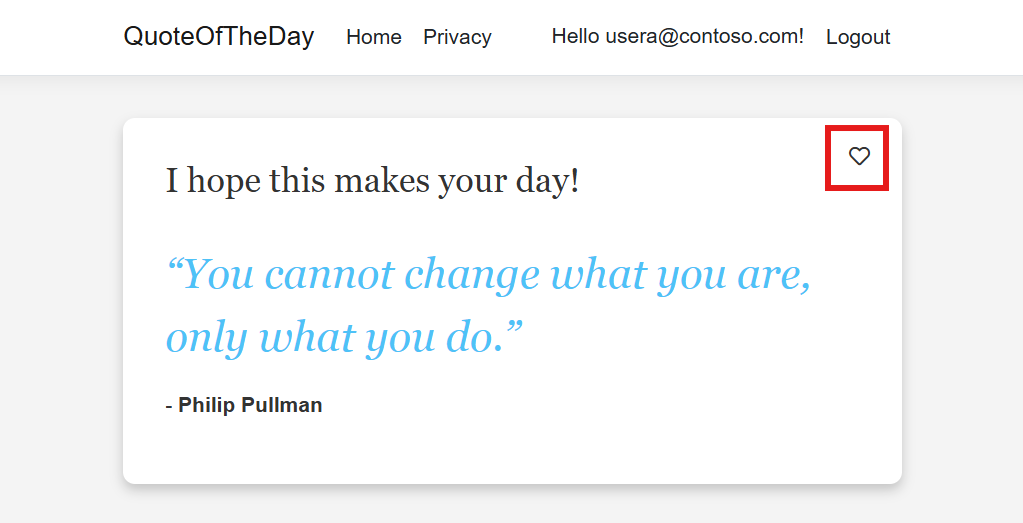 QuoteOfTheDay Home Privacy Hello usera@contoso.com! Logout
I hope this makes your day!
“You cannot change what you are,
only what you do.”
- Philip Pullman